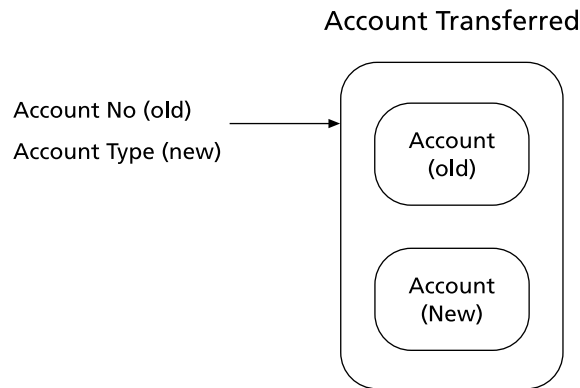 Account Transferred
Account No (old)
Account Type (new)
Account
(old)
Account
(New)